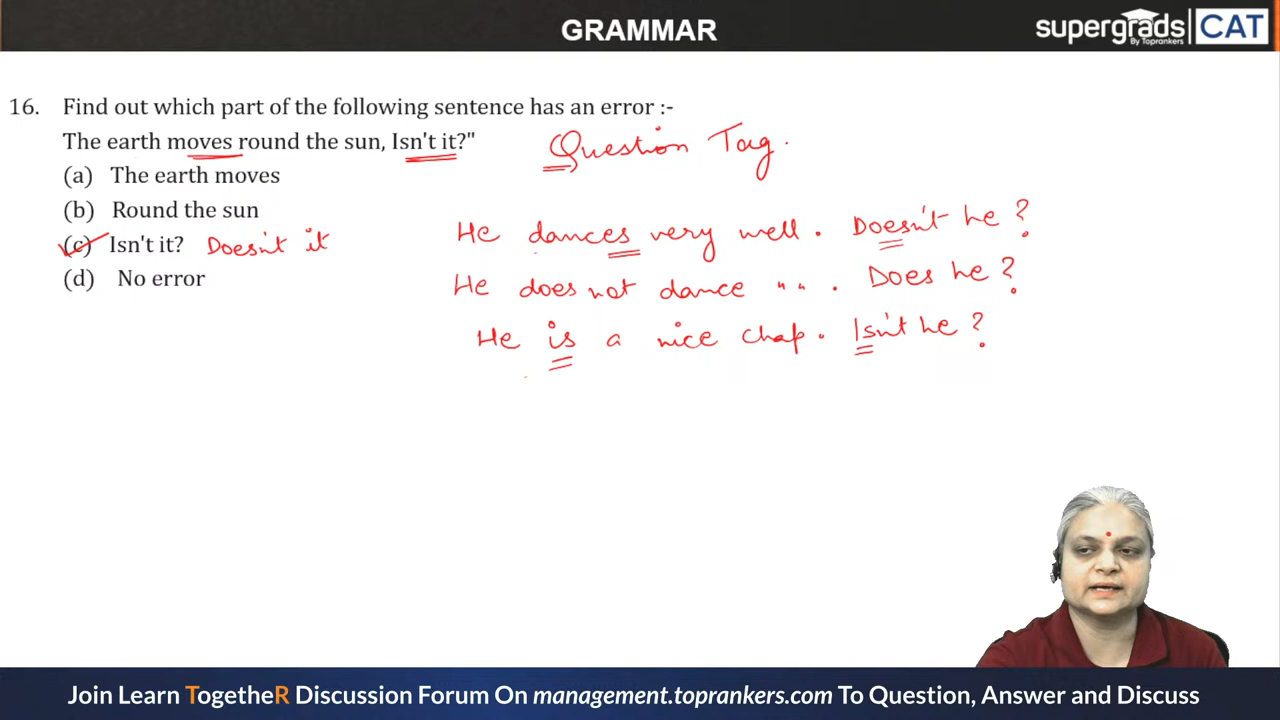 GRAMMAR
supergrads CAT
By Toprankers
16. Find out which part of the following sentence has an error :-
The earth moves round the sun, Isn't it?"
Question Tag.
(a) The earth moves
(b) Round the sun
He dances very well. Doesn't he?
(c) Isn't it? Doesn't it
(d) No error
He does not dance " ". Does he?
He is a nice chap. Isn't he?
Join Learn TogetheR Discussion Forum On management.toprankers.com To Question, Answer and Discuss